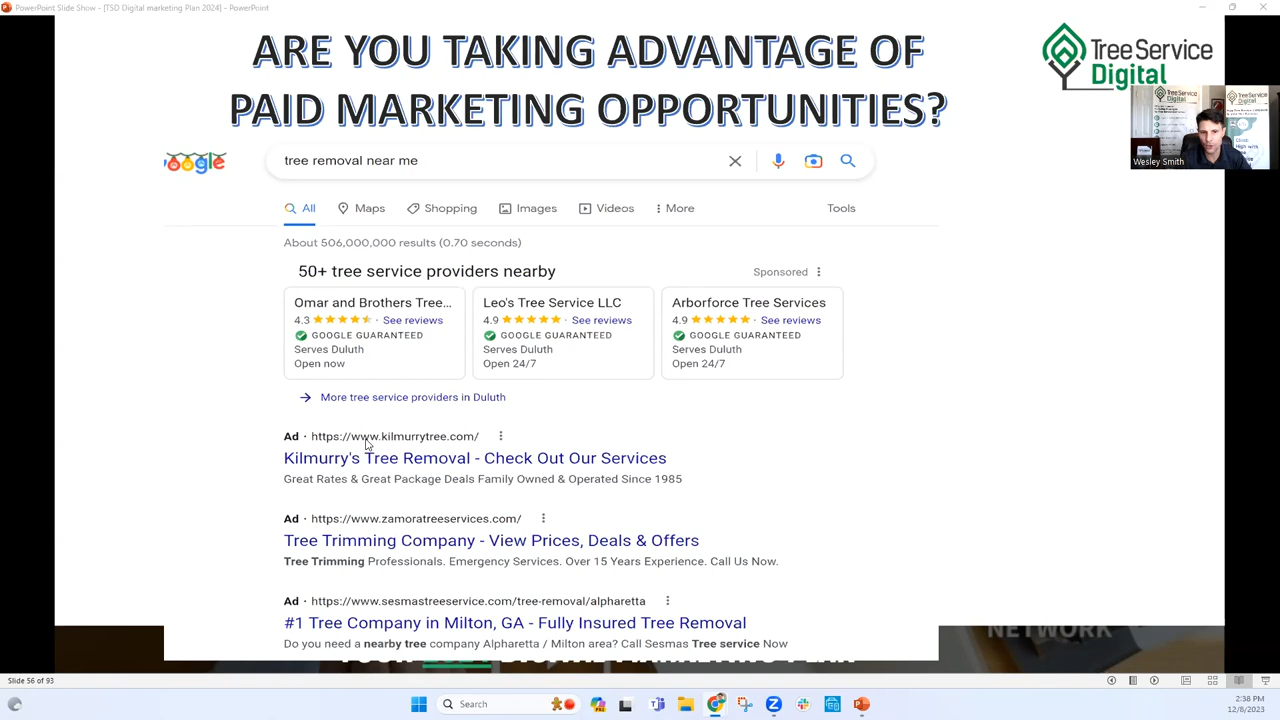 PowerPoint Slide Show - [TSD Digital marketing Plan 2024] - PowerPoint
ARE YOU TAKING ADVANTAGE OF
PAID MARKETING OPPORTUNITIES?
Tree Service
Digital
Wesley Smith
oogle
tree removal near me
All Maps Shopping Images Videos More Tools
About 506,000,000 results (0.70 seconds)
50+ tree service providers nearby
Sponsored
Omar and Brothers Tree...
4.3 See reviews
GOOGLE GUARANTEED
Serves Duluth
Open now
Leo's Tree Service LLC
4.9 See reviews
GOOGLE GUARANTEED
Serves Duluth
Open 24/7
Arborforce Tree Services
4.9 See reviews
GOOGLE GUARANTEED
Serves Duluth
Open 24/7
More tree service providers in Duluth
Ad · https://www.kilmurrytree.com/
Kilmurry's Tree Removal - Check Out Our Services
Great Rates & Great Package Deals Family Owned & Operated Since 1985
Ad · https://www.zamoratreeservices.com/
Tree Trimming Company - View Prices, Deals & Offers
Tree Trimming Professionals. Emergency Services. Over 15 Years Experience. Call Us Now.
Ad · https://www.sesmastreeservice.com/tree-removal/alpharetta
#1 Tree Company in Milton, GA - Fully Insured Tree Removal
Do you need a nearby tree company Alpharetta / Milton area? Call Sesmas Tree service Now
NETWORK
YOUR 2024 DIGITAL MARKETING PLAN
Slide 56 of 93
Search
2:38 PM
12/8/2023